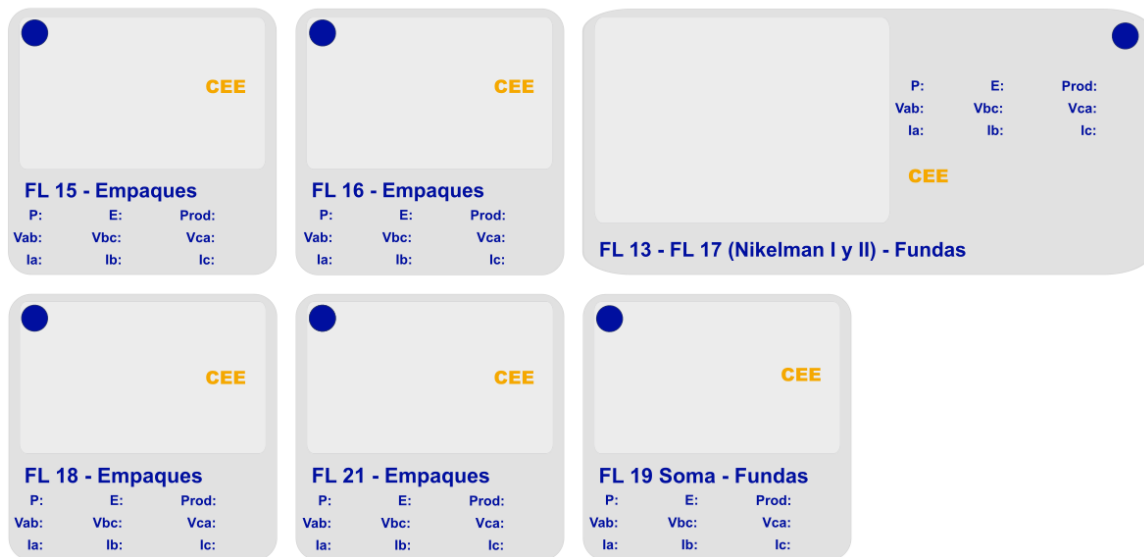 CEE
FL 15 - Empaques
P: E: Prod:
Vab: Vbc: Vca:
Ia: Ib: Ic:
CEE
FL 16 - Empaques
P: E: Prod:
Vab: Vbc: Vca:
Ia: Ib: Ic:
P: E: Prod:
Vab: Vbc: Vca:
Ia: Ib: Ic:
CEE
FL 13 - FL 17 (Nikelman I y II) - Fundas
CEE
FL 18 - Empaques
P: E: Prod:
Vab: Vbc: Vca:
Ia: Ib: Ic:
CEE
FL 21 - Empaques
P: E: Prod:
Vab: Vbc: Vca:
Ia: Ib: Ic:
CEE
FL 19 Soma - Fundas
P: E: Prod:
Vab: Vbc: Vca:
Ia: Ib: Ic: